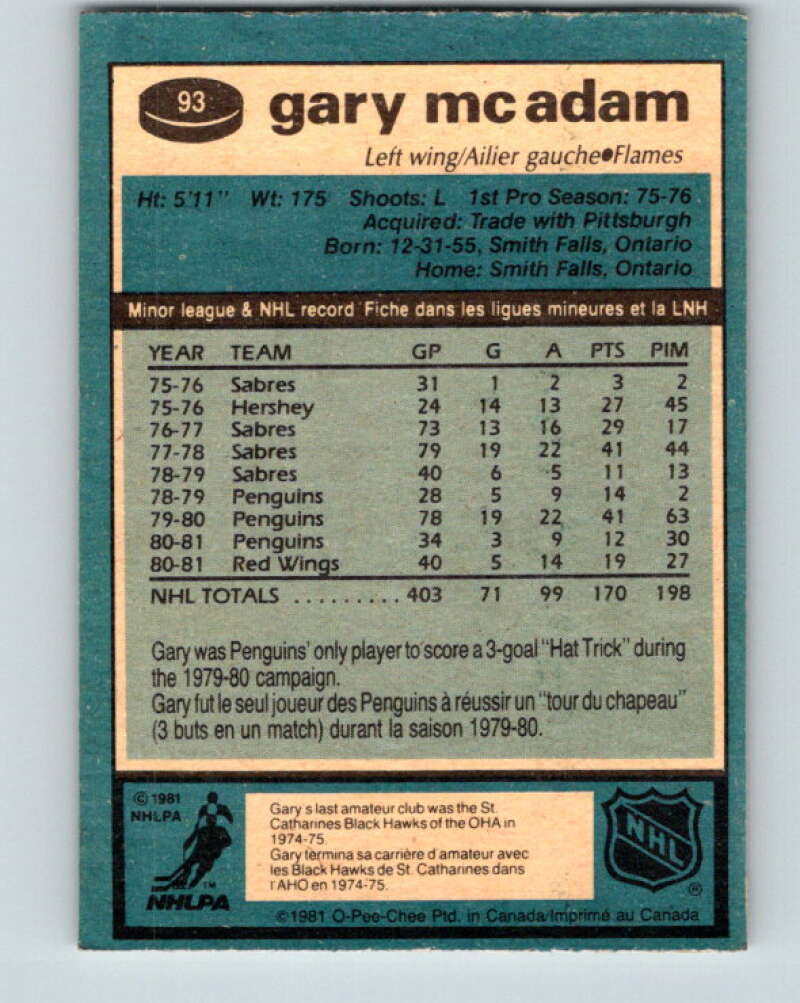 93 gary mcadam
Left wing/Ailier gauche●Flames
Ht: 5'11" Wt: 175 Shoots: L 1st Pro Season: 75-76
Acquired: Trade with Pittsburgh
Born: 12-31-55, Smith Falls, Ontario
Home: Smith Falls, Ontario
Minor league & NHL record Fiche dans les ligues mineures et la LNH
YEAR TEAM GP G A PTS PIM
75-76 Sabres 31 1 2 3 2
75-76 Hershey 24 14 13 27 45
76-77 Sabres 73 13 16 29 17
77-78 Sabres 79 19 22 41 44
78-79 Sabres 40 6 5 11 13
78-79 Penguins 28 5 9 14 2
79-80 Penguins 78 19 22 41 63
80-81 Penguins 34 3 9 12 30
80-81 Red Wings 40 5 14 19 27
NHL TOTALS ......... 403 71 99 170 198
Gary was Penguins' only player to score a 3-goal "Hat Trick" during
the 1979-80 campaign.
Gary fut le seul joueur des Penguins à réussir un "tour du chapeau"
(3 buts en un match) durant la saison 1979-80.
© 1981
NHLPA
TM
NHLPA
Gary s last amateur club was the St.
Catharines Black Hawks of the OHA in
1974-75.
Gary termina sa carrière d'amateur avec
les Black Hawks de St. Catharines dans
l'AHO en 1974-75.
NHL
®
©1981 O-Pee-Chee Ptd. in Canada/Imprimé au Canada